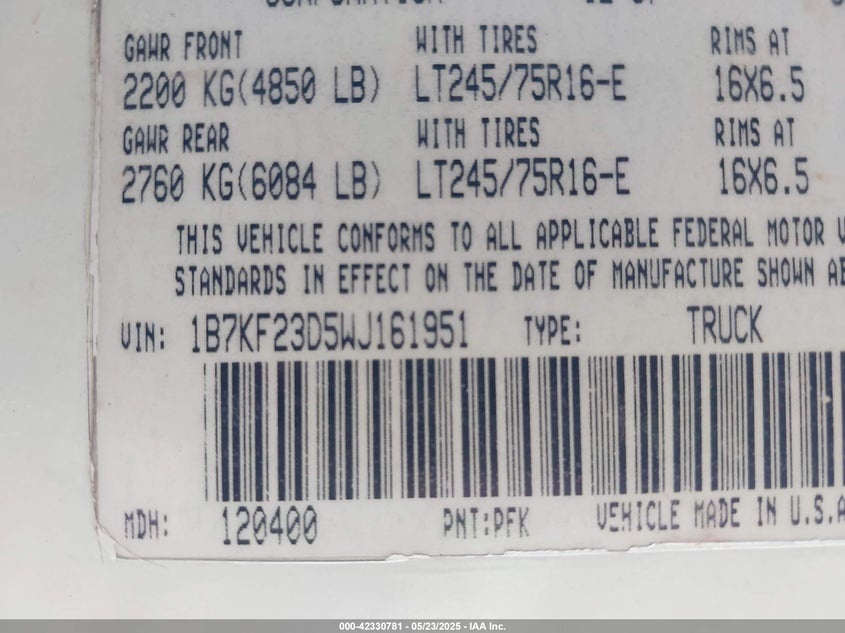 GAWR FRONT WITH TIRES RIMS AT
2200 KG(4850 LB) LT245/75R16-E 16X6.5
GAWR REAR WITH TIRES RIMS AT
2760 KG(6084 LB) LT245/75R16-E 16X6.5
THIS VEHICLE CONFORMS TO ALL APPLICABLE FEDERAL MOTOR V
STANDARDS IN EFFECT ON THE DATE OF MANUFACTURE SHOWN AB
VIN: 1B7KF23D5WJ161951 TYPE: TRUCK
MDH: 120400 PNT:PFK VEHICLE MADE IN U.S.A
000-42330781 - 05/23/2025 - IAA Inc.